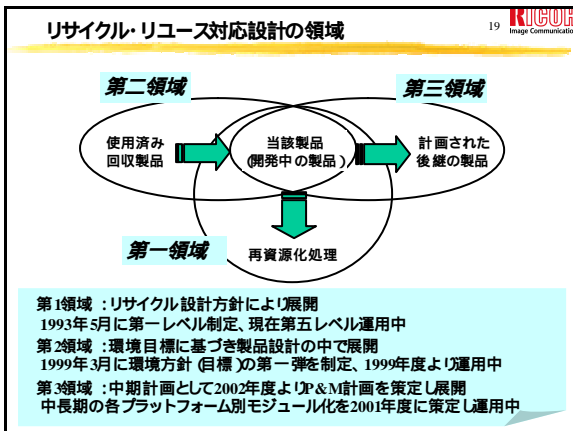 リサイクル・リユース対応設計の領域
19
RICOH
Image Communication
第二領域
第三領域
使用済み
回収製品
当該製品
(開発中の製品)
計画された
後継の製品
第一領域
再資源化処理
第1領域 :リサイクル設計方針により展開
1993年5月に第一レベル制定、現在第五レベル運用中
第2領域 :環境目標に基づき製品設計の中で展開
1999年3月に環境方針 (目標)の第一弾を制定、1999年度より運用中
第3領域 :中期計画として2002年度よりP&M計画を策定し展開
中長期の各プラットフォーム別モジュール化を2001年度に策定し運用中